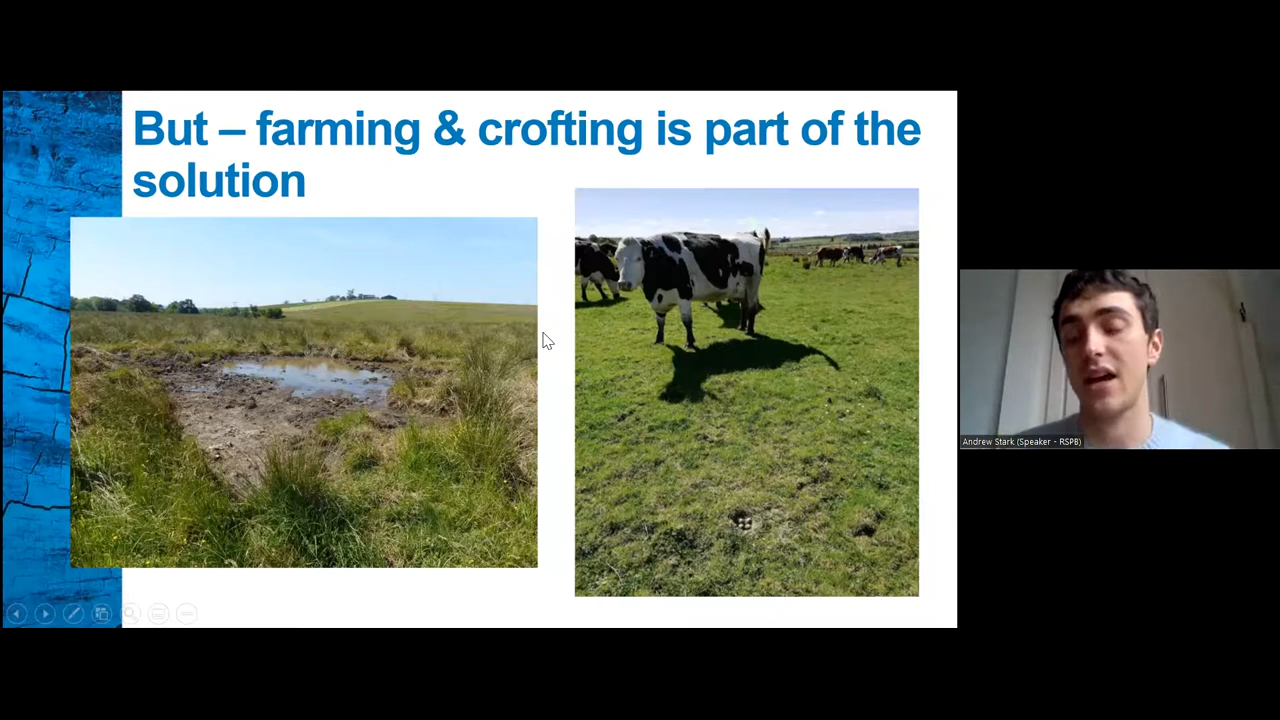 But – farming & crofting is part of the
solution
Andrew Stark (Speaker - RSPB)